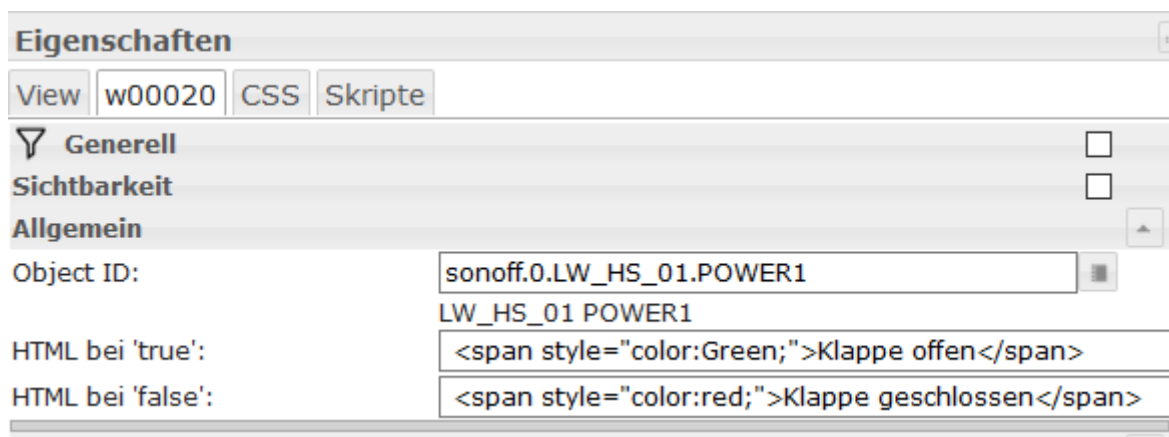 Eigenschaften
View w00020 CSS Skripte
Generell
Sichtbarkeit
Allgemein
Object ID: sonoff.0.LW_HS_01.POWER1
LW_HS_01 POWER1
HTML bei 'true': <span style="color:Green;">Klappe offen</span>
HTML bei 'false': <span style="color:red;">Klappe geschlossen</span>